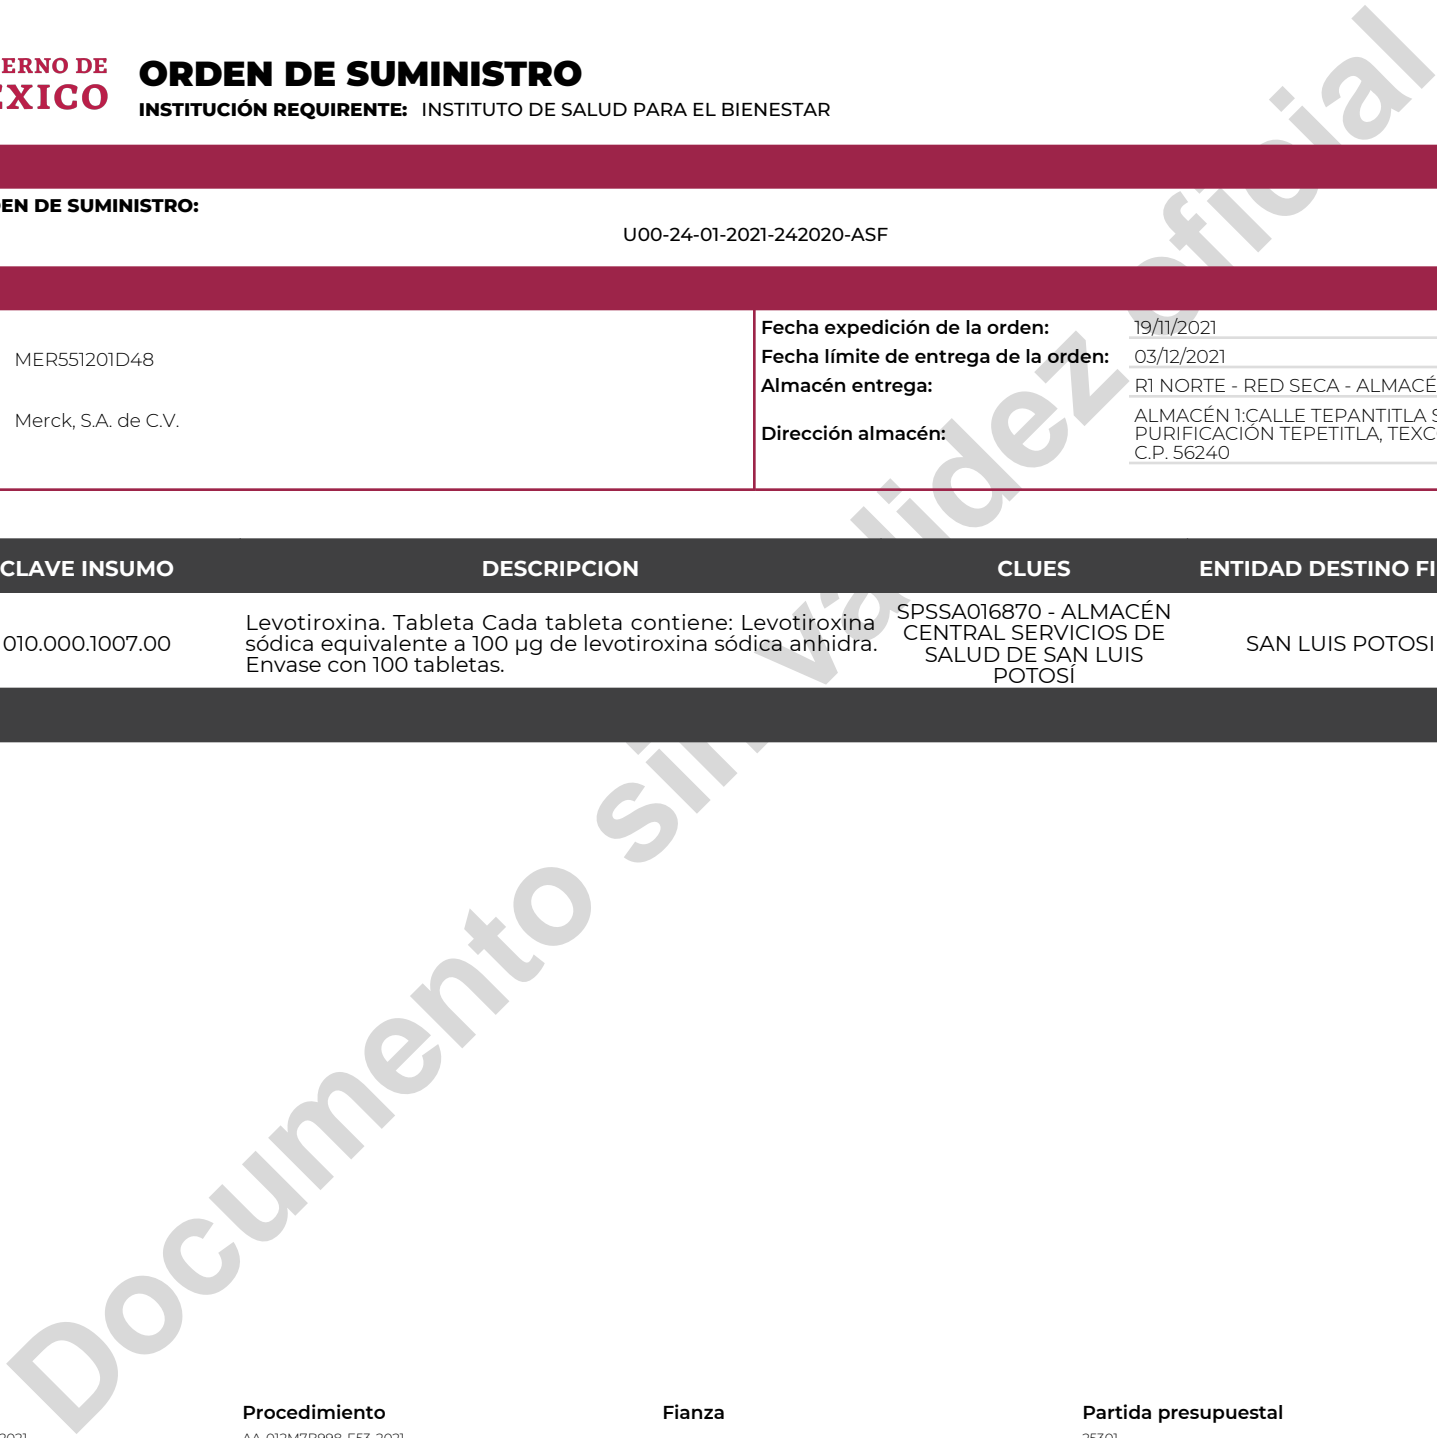 ERNO DE
EXICO
ORDEN DE SUMINISTRO
INSTITUCIÓN REQUIRENTE: INSTITUTO DE SALUD PARA EL BIENESTAR
EN DE SUMINISTRO:
U00-24-01-2021-242020-ASF
MER551201D48
Merck, S.A. de C.V.
Fecha expedición de la orden: 19/11/2021
Fecha límite de entrega de la orden: 03/12/2021
Almacén entrega: R1 NORTE - RED SECA - ALMACÉ
Dirección almacén:
ALMACÉN 1:CALLE TEPANTITLA S
PURIFICACIÓN TEPETITLA, TEXC
C.P. 56240
CLAVE INSUMO DESCRIPCION CLUES ENTIDAD DESTINO FI
010.000.1007.00
Levotiroxina. Tableta Cada tableta contiene: Levotiroxina
sódica equivalente a 100 µg de levotiroxina sódica anhidra.
Envase con 100 tabletas.
SPSSA016870 - ALMACÉN
CENTRAL SERVICIOS DE
SALUD DE SAN LUIS
POTOSÍ
SAN LUIS POTOSI
Documento sin validez oficial
Procedimiento Fianza Partida presupuestal